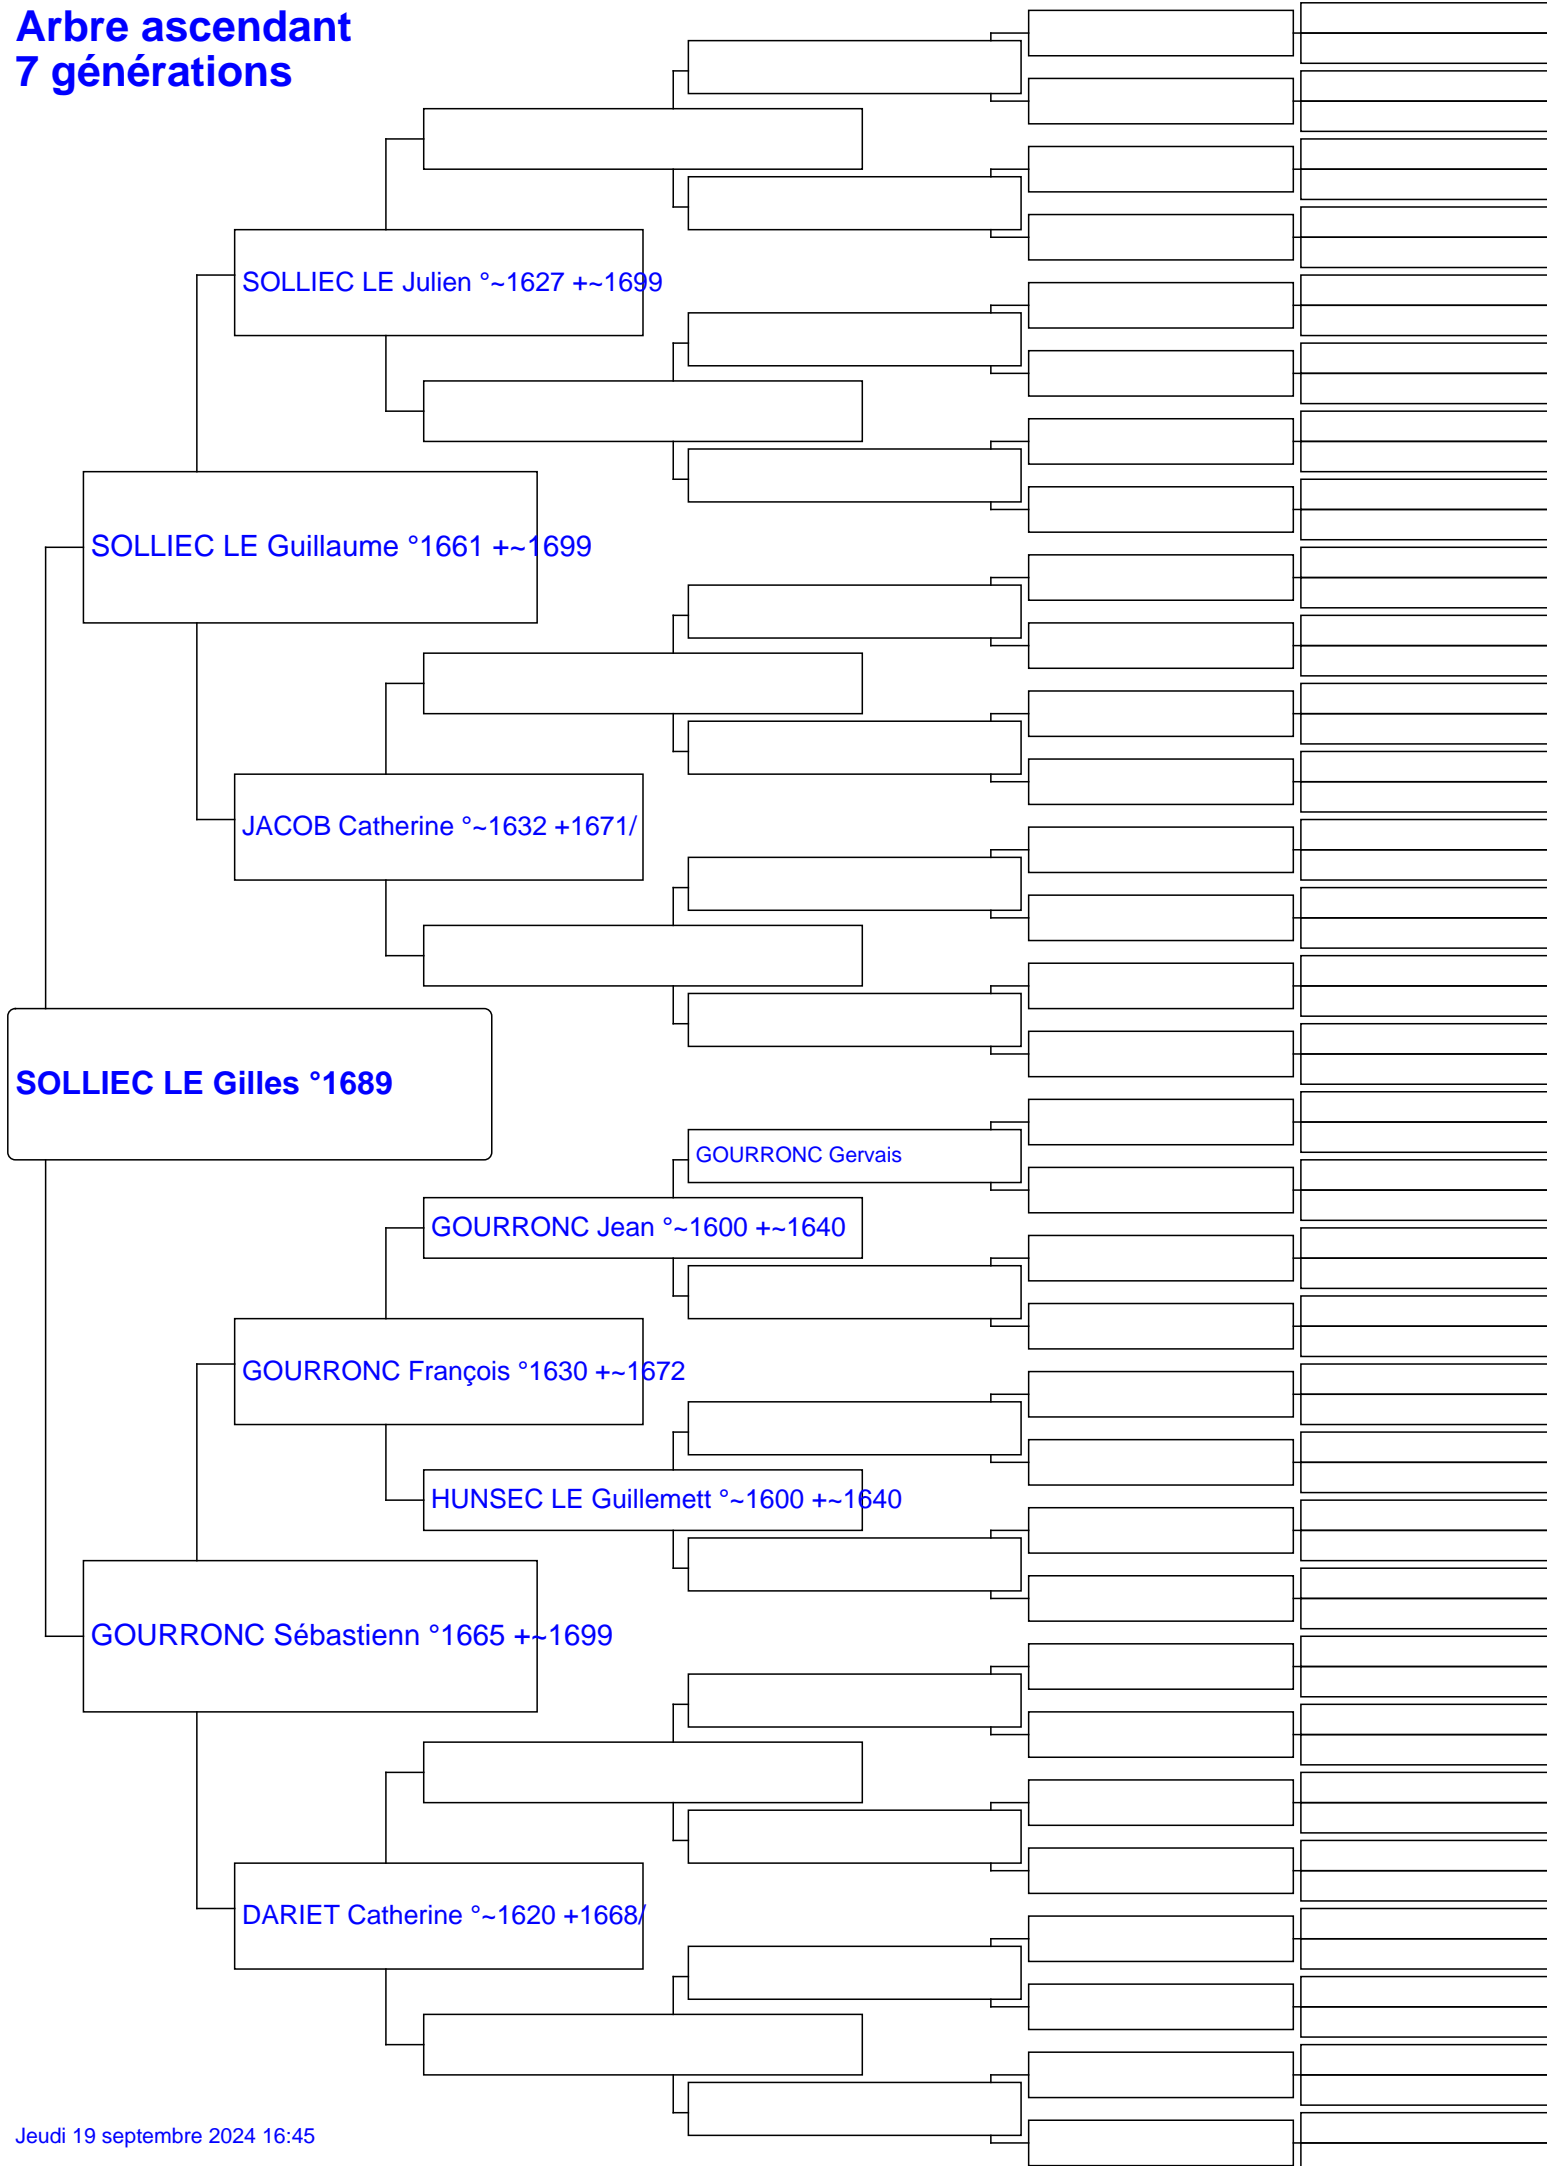 Arbre ascendant
7 générations
SOLLIEC LE Julien °~1627 +~1699
SOLLIEC LE Guillaume °1661 +~1699
JACOB Catherine °~1632 +1671/
SOLLIEC LE Gilles °1689
GOURRONC Gervais
GOURRONC Jean °~1600 +~1640
GOURRONC François °1630 +~1672
HUNSEC LE Guillemett °~1600 +~1640
GOURRONC Sébastienn °1665 +~1699
DARIET Catherine °~1620 +1668/
Jeudi 19 septembre 2024 16:45